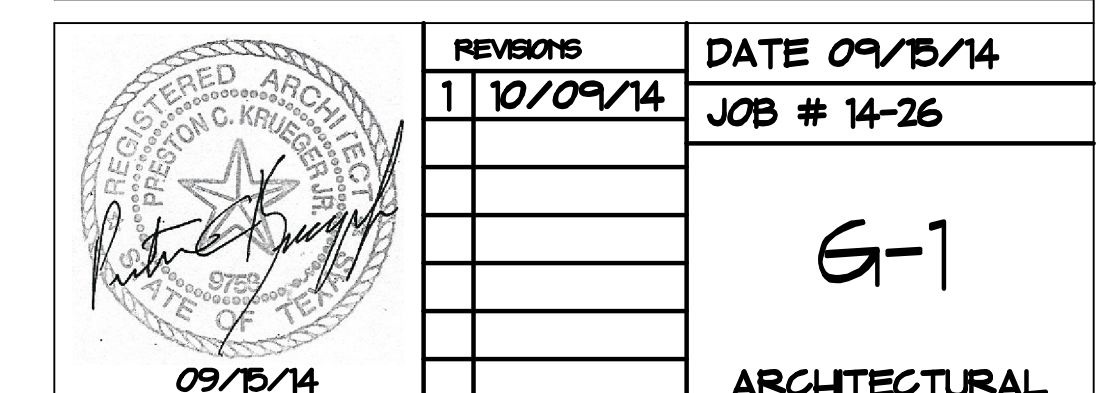 REGISTERED ARCHITECT
PRESTON C. KRUEGER JR.
STATE OF TEXAS
09/15/14
REVISIONS
1 10/09/14
DATE 09/15/14
JOB # 14-26
G-1
ARCHITECTURAL